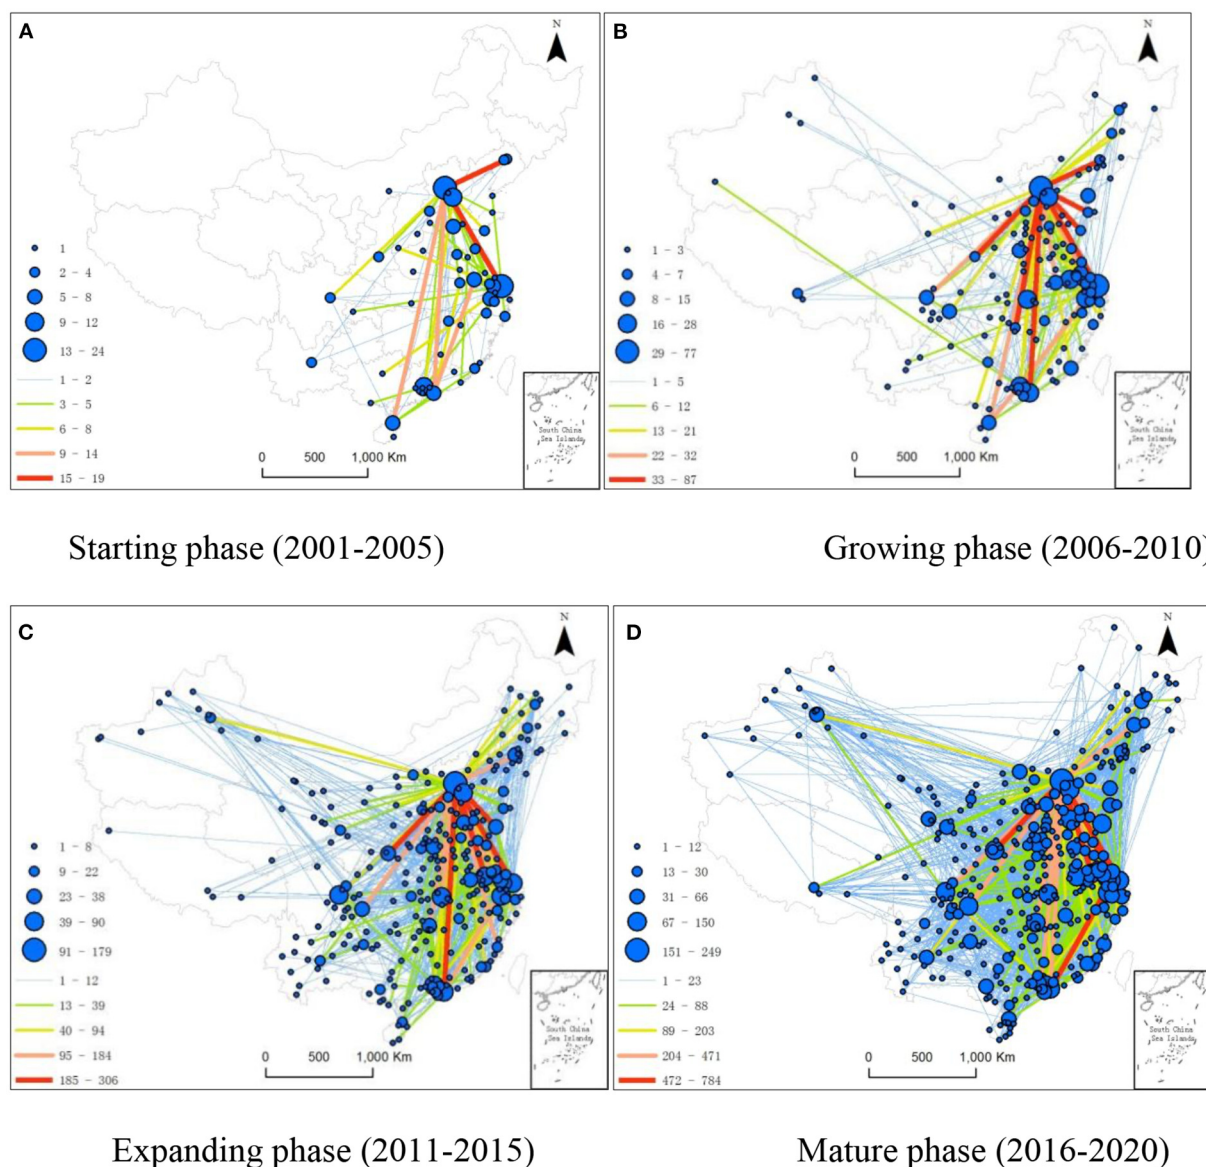 A
N
1
2 - 4
5 - 8
9 - 12
13 - 24
1 - 2
3 - 5
6 - 8
9 - 14
15 - 19
0 500 1,000 Km
South China
Sea Islands
B
N
1 - 3
4 - 7
8 - 15
16 - 28
29 - 77
1 - 5
6 - 12
13 - 21
22 - 32
33 - 87
0 500 1,000 Km
South China
Sea Islands
Starting phase (2001-2005)
Growing phase (2006-2010)
C
N
1 - 8
9 - 22
23 - 38
39 - 90
91 - 179
1 - 12
13 - 39
40 - 94
95 - 184
185 - 306
0 500 1,000 Km
South China
Sea Islands
D
N
1 - 12
13 - 30
31 - 66
67 - 150
151 - 249
1 - 23
24 - 88
89 - 203
204 - 471
472 - 784
0 500 1,000 Km
South China
Sea Islands
Expanding phase (2011-2015)
Mature phase (2016-2020)